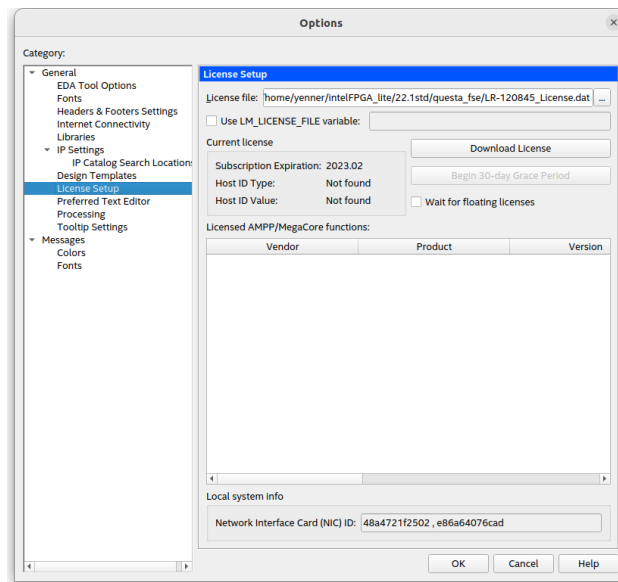 Options
Category:
General
EDA Tool Options
Fonts
Headers & Footers Settings
Internet Connectivity
Libraries
IP Settings
IP Catalog Search Locations
Design Templates
License Setup
Preferred Text Editor
Processing
Tooltip Settings
Messages
Colors
Fonts
License Setup
License file: /home/yenner/intelFPGA_lite/22.1std/questa_fse/LR-120845_License.dat ...
Use LM_LICENSE_FILE variable:
Current license
Subscription Expiration: 2023.02
Host ID Type: Not found
Host ID Value: Not found
Download License
Begin 30-day Grace Period
Wait for floating licenses
Licensed AMPP/MegaCore functions:
Vendor Product Version
Local system info
Network Interface Card (NIC) ID: 48a4721f2502 , e86a64076cad
OK Cancel Help